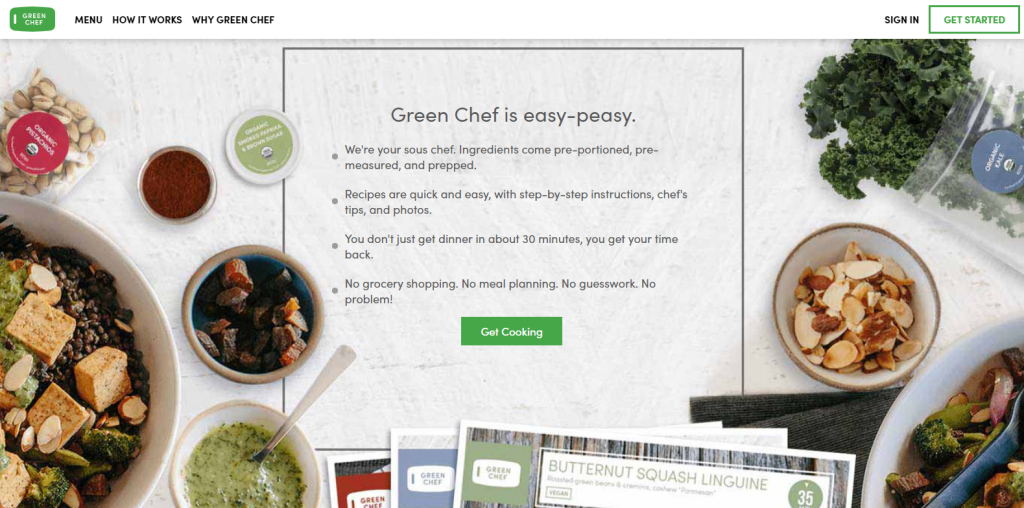 GREEN
CHEF
MENU HOW IT WORKS WHY GREEN CHEF
SIGN IN GET STARTED
ORGANIC
PISTACHIOS
ORGANIC
SMOKED PAPRIKA
& BROWN SUGAR
ORGANIC
KALE
Green Chef is easy-peasy.
We're your sous chef. Ingredients come pre-portioned, pre-
measured, and prepped.
Recipes are quick and easy, with step-by-step instructions, chef's
tips, and photos.
You don't just get dinner in about 30 minutes, you get your time
back.
No grocery shopping. No meal planning. No guesswork. No
problem!
Get Cooking
GREEN
CHEF
GREEN
CHEF
GREEN
CHEF
BUTTERNUT SQUASH LINGUINE
Roasted green beans & creminis, cashew "Parmesan"
VEGAN
35